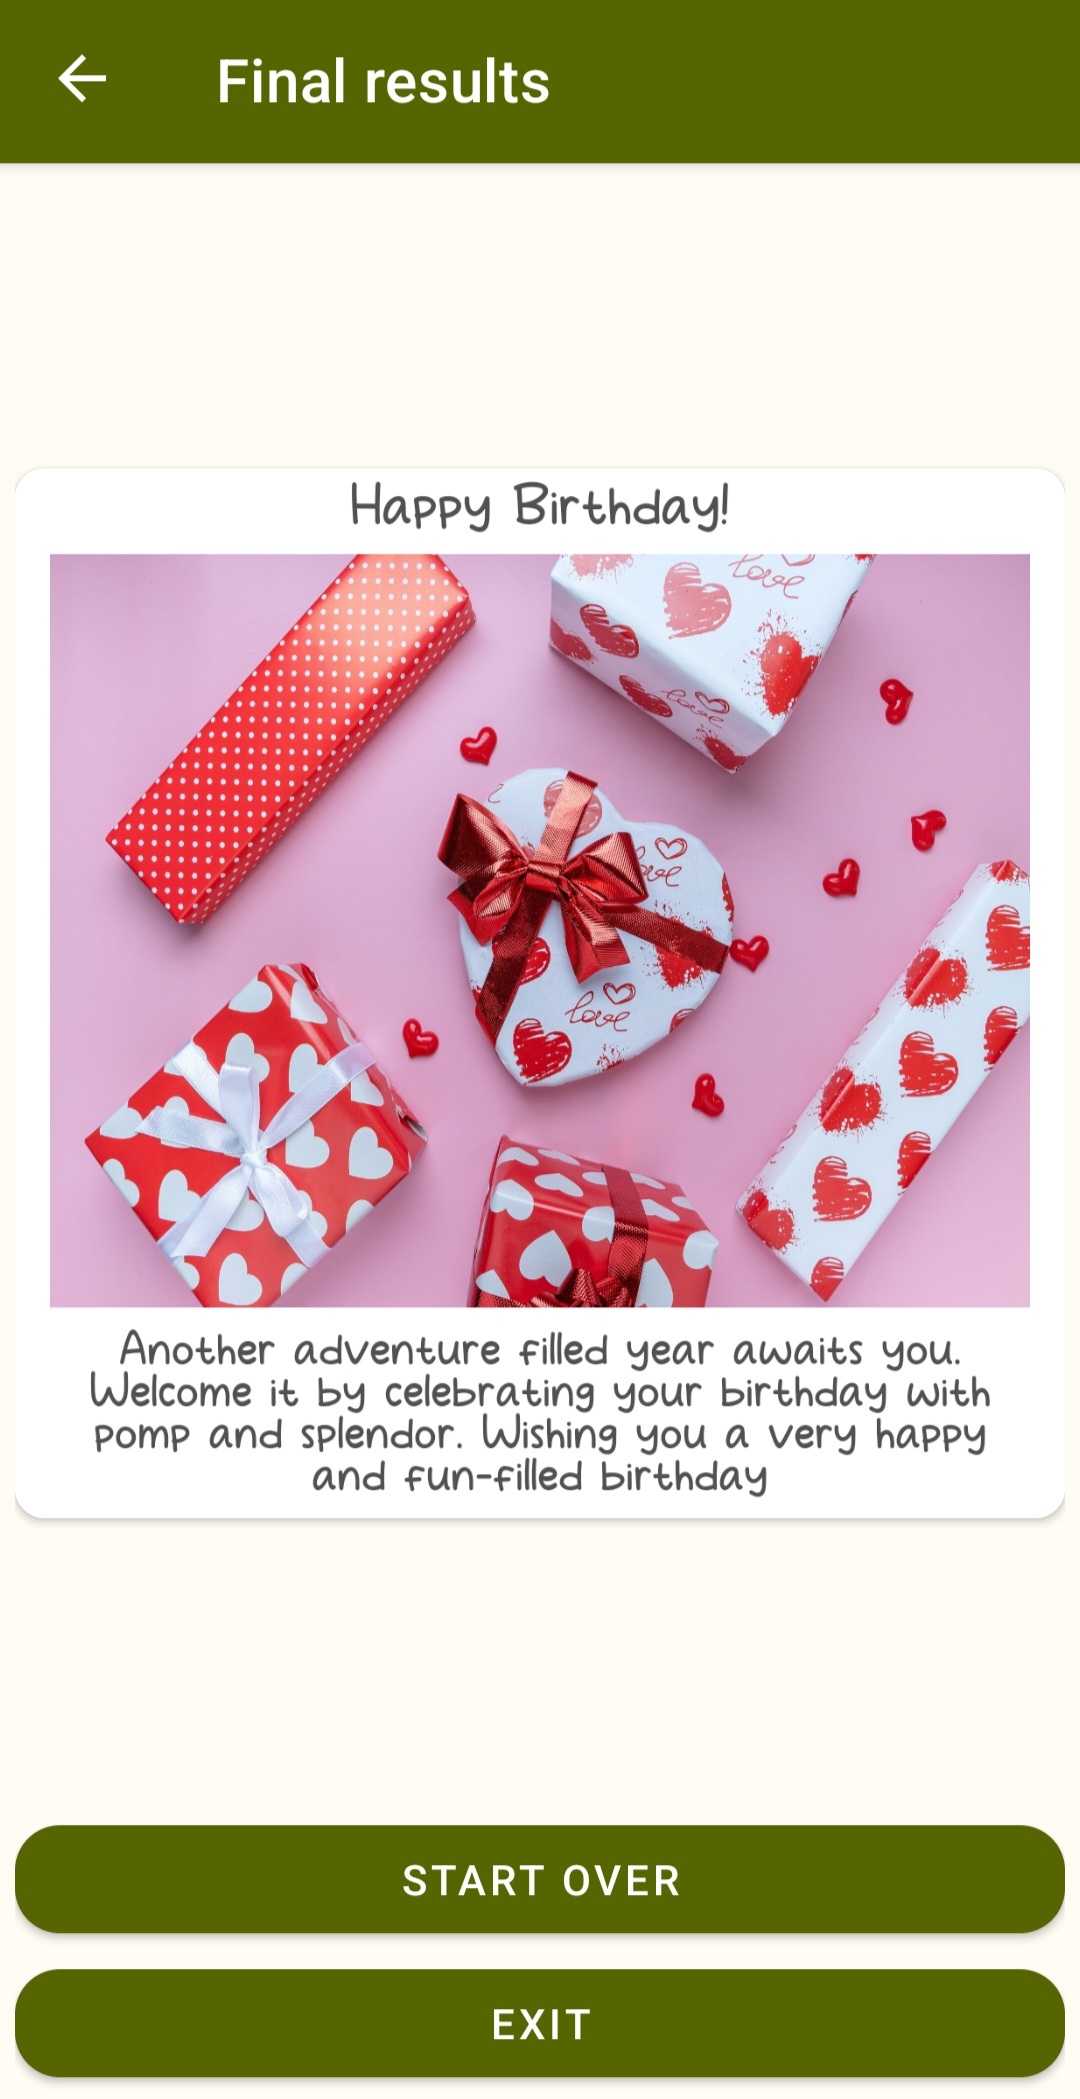 Final results
Happy Birthday!
love
love
love
love
Another adventure filled year awaits you.
Welcome it by celebrating your birthday with
pomp and splendor. Wishing you a very happy
and fun-filled birthday
START OVER
EXIT